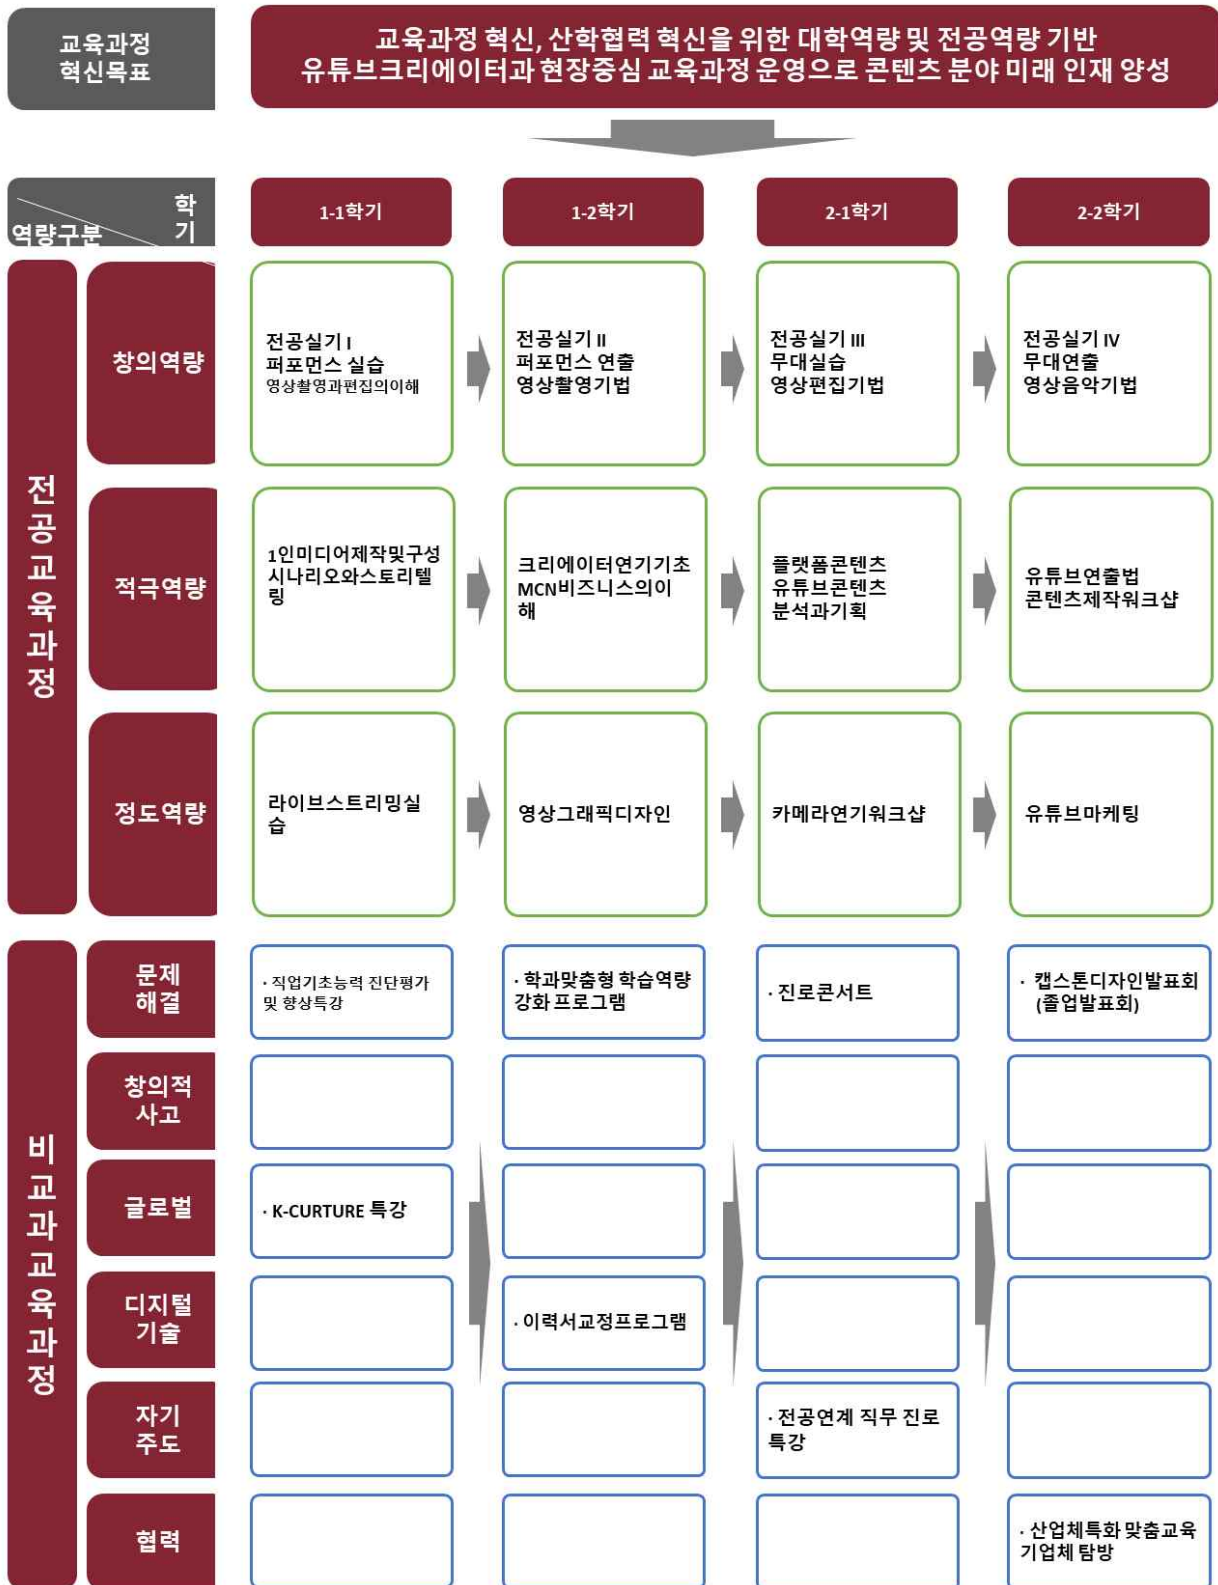 교육과정
혁신목표
교육과정 혁신, 산학협력 혁신을 위한 대학역량 및 전공역량 기반
유튜브크리에이터과 현장중심 교육과정 운영으로 콘텐츠 분야 미래 인재 양성
학
기
역량구분
1-1학기
1-2학기
2-1학기
2-2학기
전
공
교
육
과
정
창의역량
전공실기 I
퍼포먼스 실습
영상촬영과편집의이해
전공실기 II
퍼포먼스 연출
영상촬영기법
전공실기 III
무대실습
영상편집기법
전공실기 IV
무대연출
영상음악기법
적극역량
1인미디어제작및구성
시나리오와스토리텔
링
크리에이터연기기초
MCN비즈니스의이
해
플랫폼콘텐츠
유튜브콘텐츠
분석과기획
유튜브연출법
콘텐츠제작워크샵
정도역량
라이브스트리밍실
습
영상그래픽디자인
카메라연기워크샵
유튜브마케팅
비
교
과
교
육
과
정
문제
해결
· 직업기초능력 진단평가
및 향상특강
· 학과맞춤형 학습역량
강화 프로그램
· 진로콘서트
· 캡스톤디자인발표회
(졸업발표회)
창의적
사고
글로벌
· K-CURTURE 특강
디지털
기술
· 이력서교정프로그램
자기
주도
· 전공연계 직무 진로
특강
협력
· 산업체특화 맞춤교육
기업체 탐방